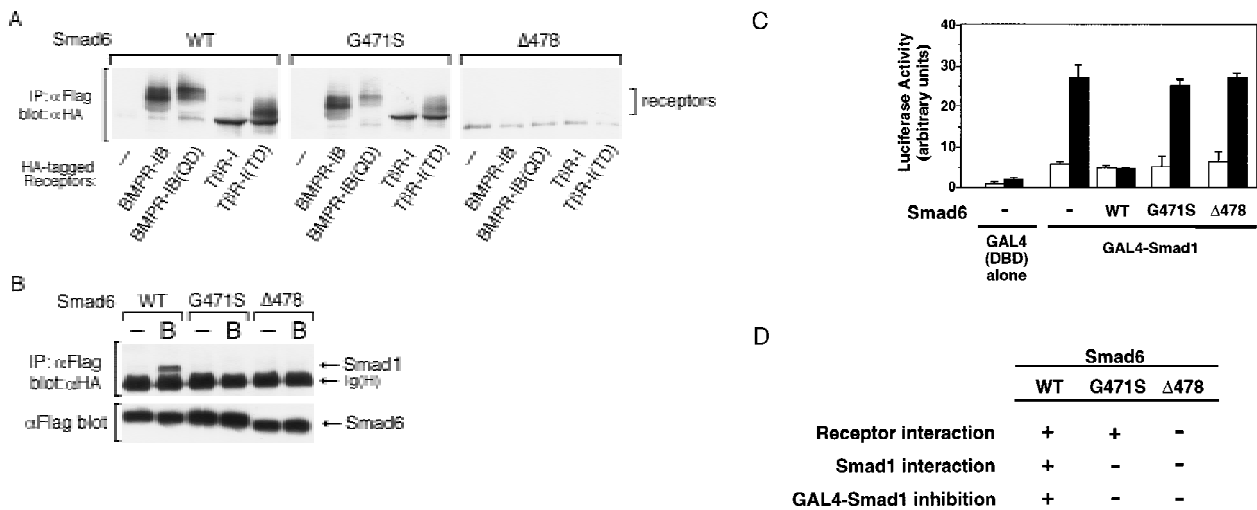 A
Smad6 WT G471S Δ478
IP: αFlag
blot: αHA
receptors
HA-tagged
Receptors:
– BMPR-IB BMPR-IB(QD) TβR-I TβR-I(TD)
– BMPR-IB BMPR-IB(QD) TβR-I TβR-I(TD)
– BMPR-IB BMPR-IB(QD) TβR-I TβR-I(TD)
B
Smad6 WT G471S Δ478
– B – B – B
IP: αFlag
blot: αHA
← Smad1
← Ig(H)
αFlag blot
← Smad6
C
Luciferase Activity
(arbitrary units)
40
30
20
10
0
Smad6 - - WT G471S Δ478
GAL4
(DBD)
alone
GAL4-Smad1
D
Smad6
WT G471S Δ478
Receptor interaction + + -
Smad1 interaction + - -
GAL4-Smad1 inhibition + - -